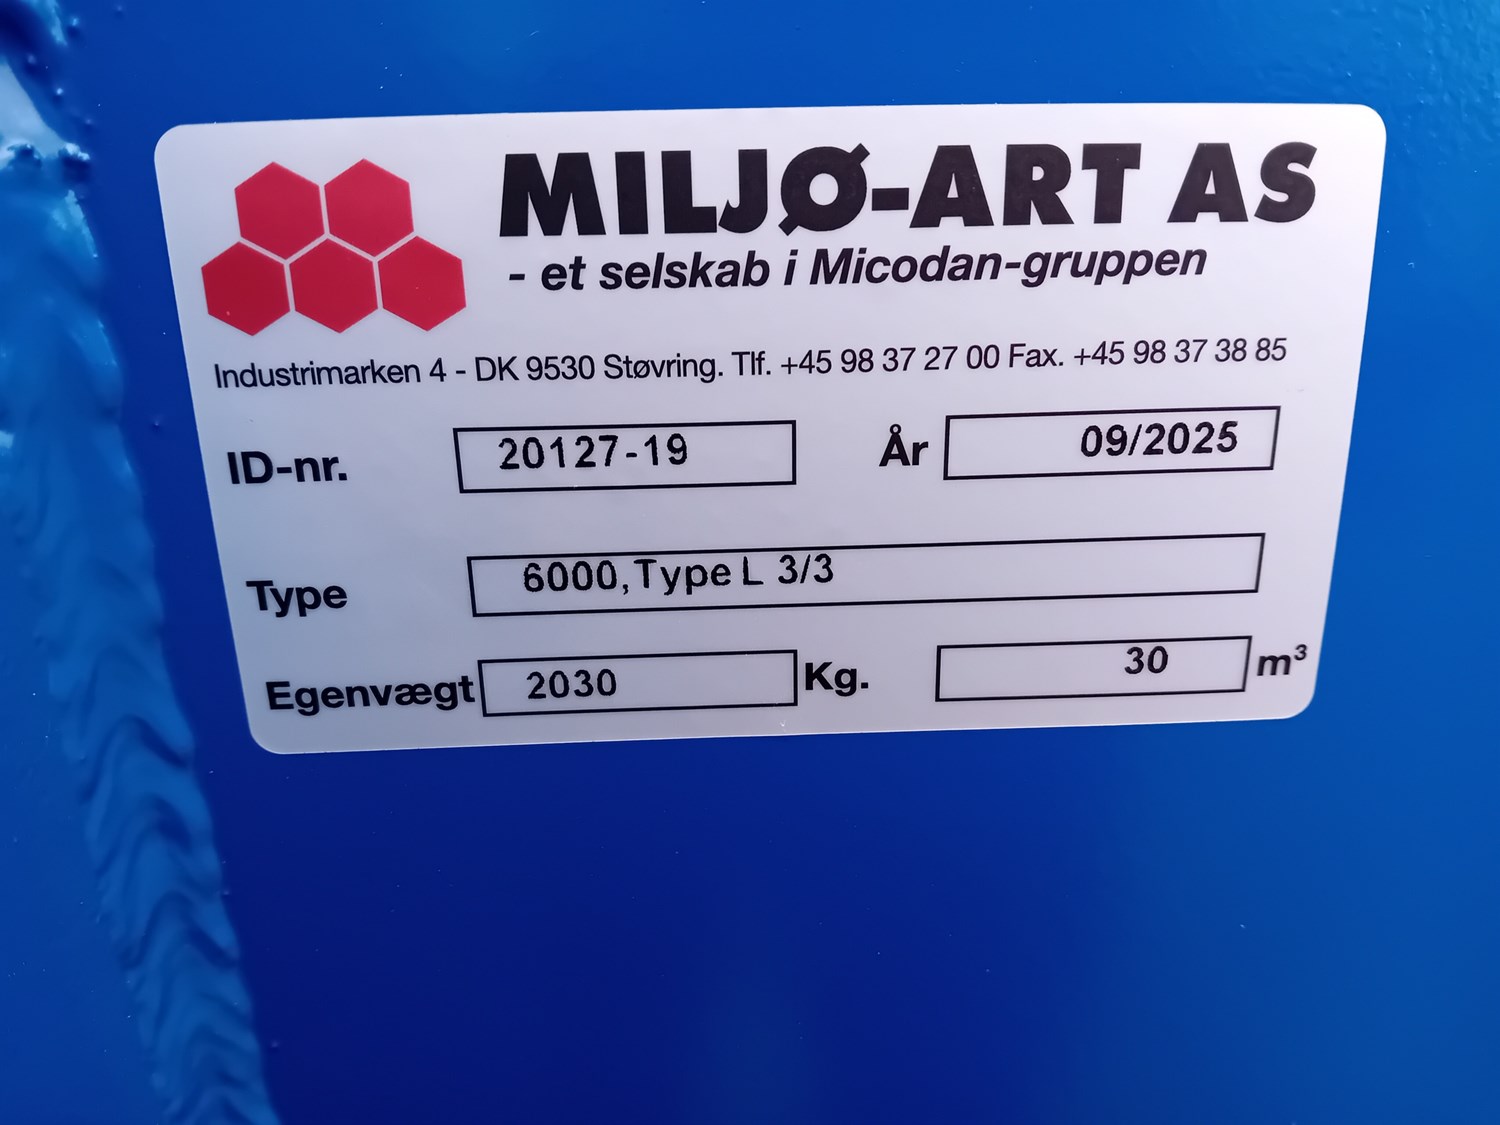 MILJØ-ART AS
- et selskab i Micodan-gruppen
Industrimarken 4 - DK 9530 Støvring. Tlf. +45 98 37 27 00 Fax. +45 98 37 38 85
ID-nr. 20127-19 År 09/2025
Type 6000,Type L 3/3
Egenvægt 2030 Kg. 30 m³